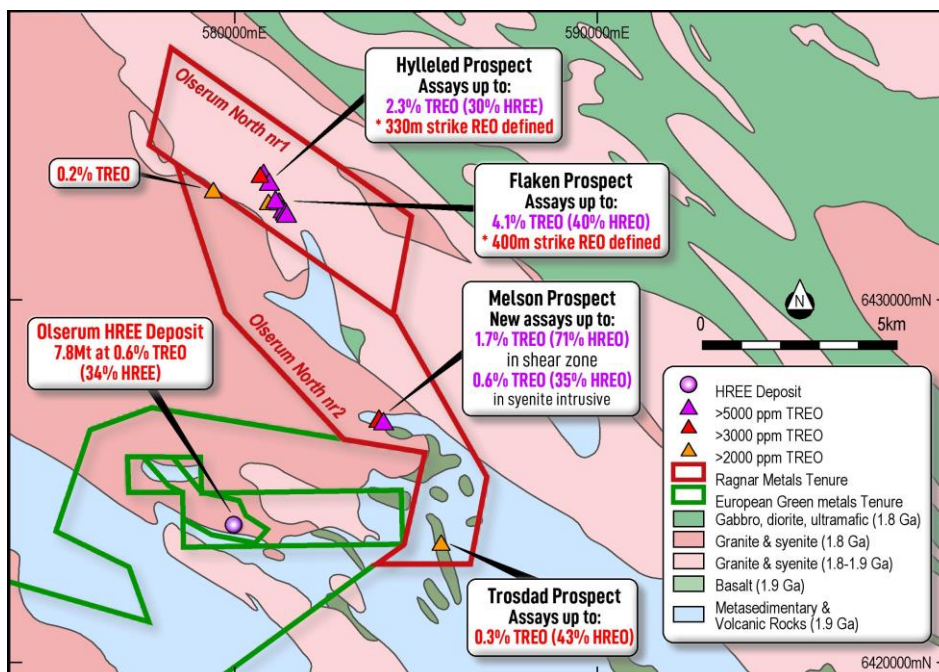 580000mE
590000mE
Olserum North nr1
Hylleled Prospect
Assays up to:
2.3% TREO (30% HREE)
* 330m strike REO defined
0.2% TREO
Flaken Prospect
Assays up to:
4.1% TREO (40% HREO)
* 400m strike REO defined
N
6430000mN
0
5km
Melson Prospect
New assays up to:
1.7% TREO (71% HREO)
in shear zone
0.6% TREO (35% HREO)
in syenite intrusive
Olserum HREE Deposit
7.8Mt at 0.6% TREO
(34% HREE)
Olserum North nr2
HREE Deposit
>5000 ppm TREO
>3000 ppm TREO
>2000 ppm TREO
Ragnar Metals Tenure
European Green metals Tenure
Gabbro, diorite, ultramafic (1.8 Ga)
Granite & syenite (1.8 Ga)
Granite & syenite (1.8-1.9 Ga)
Basalt (1.9 Ga)
Metasedimentary &
Volcanic Rocks (1.9 Ga)
Trosdad Prospect
Assays up to:
0.3% TREO (43% HREO)
6420000mN